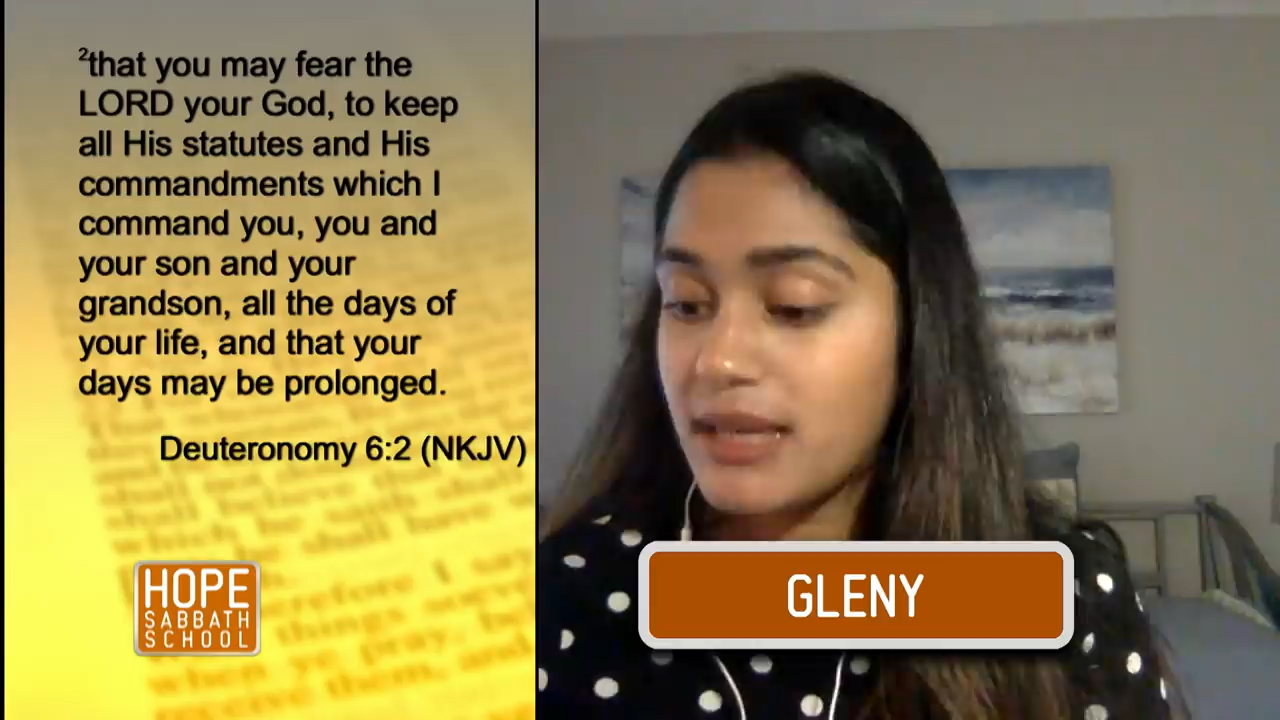 ²that you may fear the
LORD your God, to keep
all His statutes and His
commandments which I
command you, you and
your son and your
grandson, all the days of
your life, and that your
days may be prolonged.
Deuteronomy 6:2 (NKJV)
HOPE
SABBATH
SCHOOL
GLENY